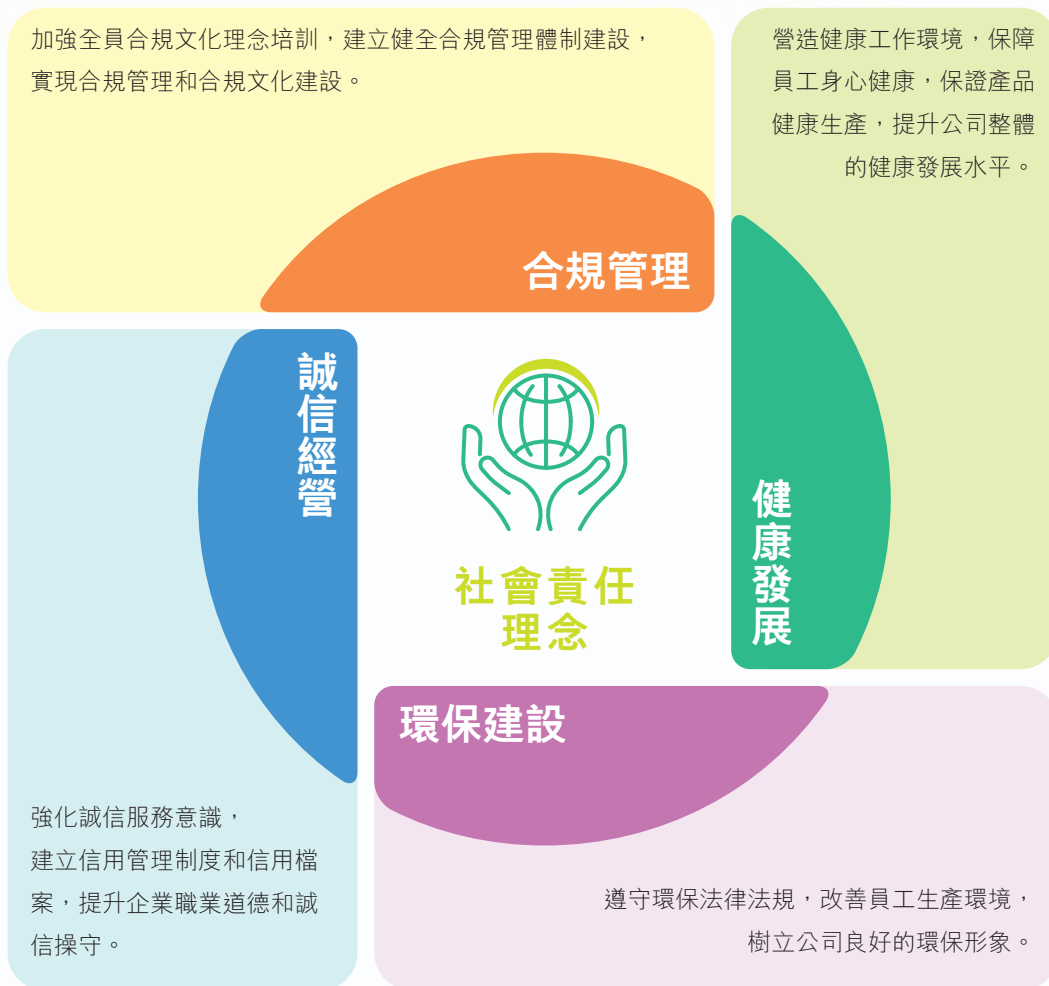 加強全員合規文化理念培訓，建立健全合規管理體制建設，
實現合規管理和合規文化建設。
合規管理
營造健康工作環境，保障
員工身心健康，保證產品
健康生產，提升公司整體
的健康發展水平。
健康發展
誠信經營
強化誠信服務意識，
建立信用管理制度和信用檔
案，提升企業職業道德和誠
信操守。
社會責任
理念
環保建設
遵守環保法律法規，改善員工生產環境，
樹立公司良好的環保形象。